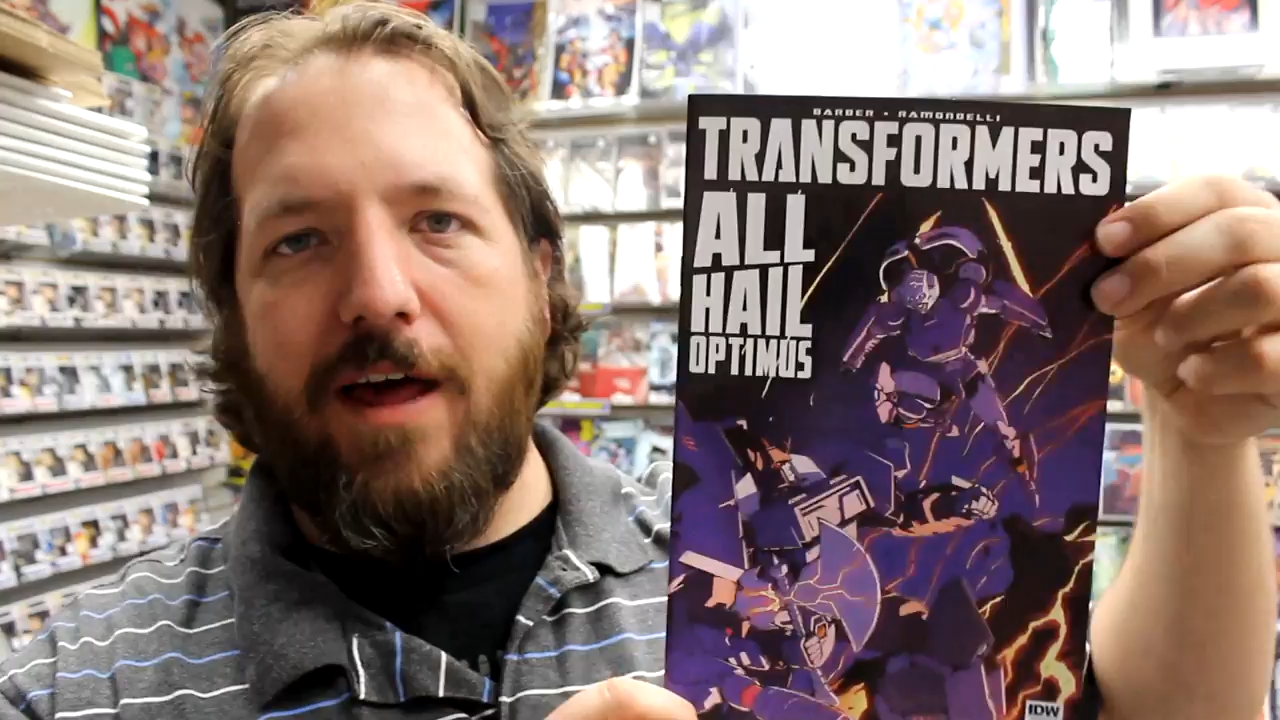 BARBER • RAMONDELLI
TRANSFORMERS
ALL
HAIL
OPTIMUS
IDW